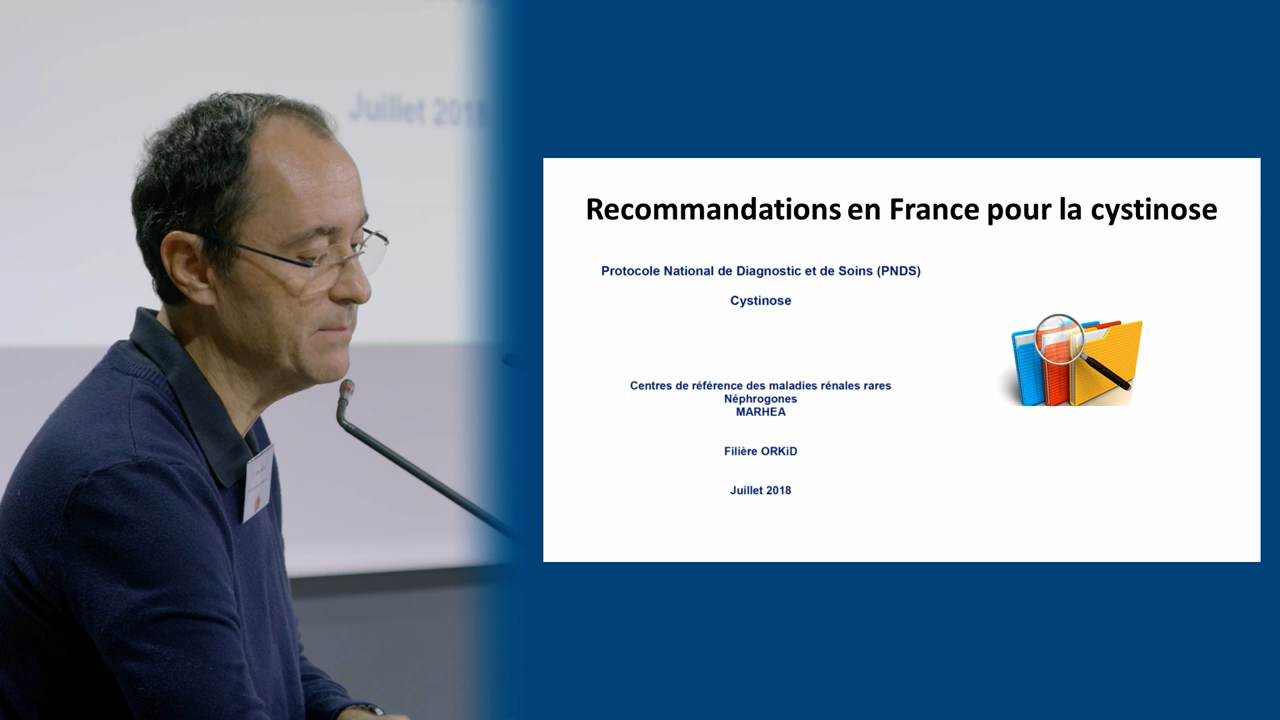 Juillet 2018
Recommandations en France pour la cystinose
Protocole National de Diagnostic et de Soins (PNDS)
Cystinose
Centres de référence des maladies rénales rares
Néphrogones
MARHEA
Filière ORKiD
Juillet 2018